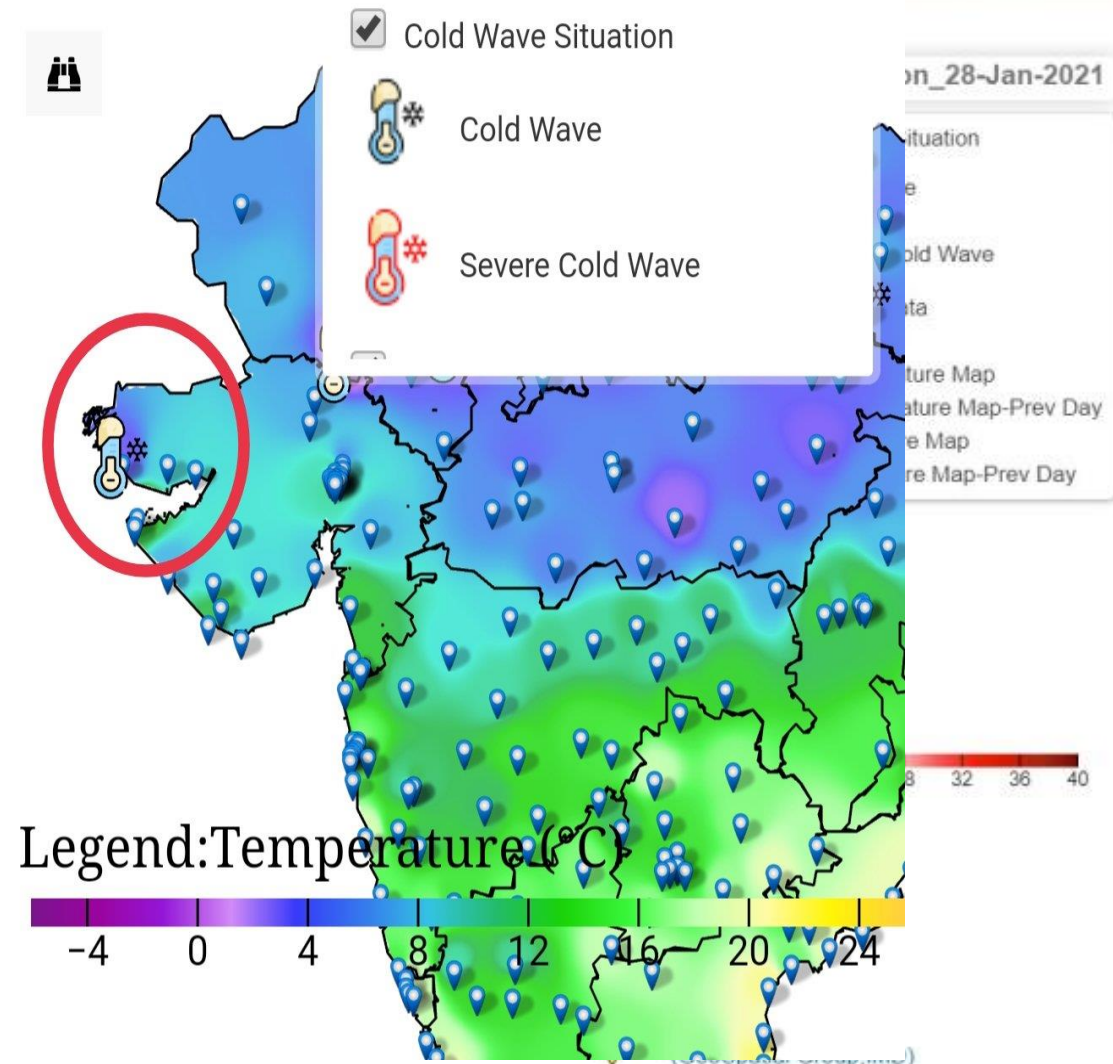 Cold Wave Situation
Cold Wave
Severe Cold Wave
on_28-Jan-2021
ituation
e
old Wave
ata
ture Map
ature Map-Prev Day
e Map
re Map-Prev Day
32 36 40
Legend:Temperature (°C)
−4 0 4 8 12 16 20 24